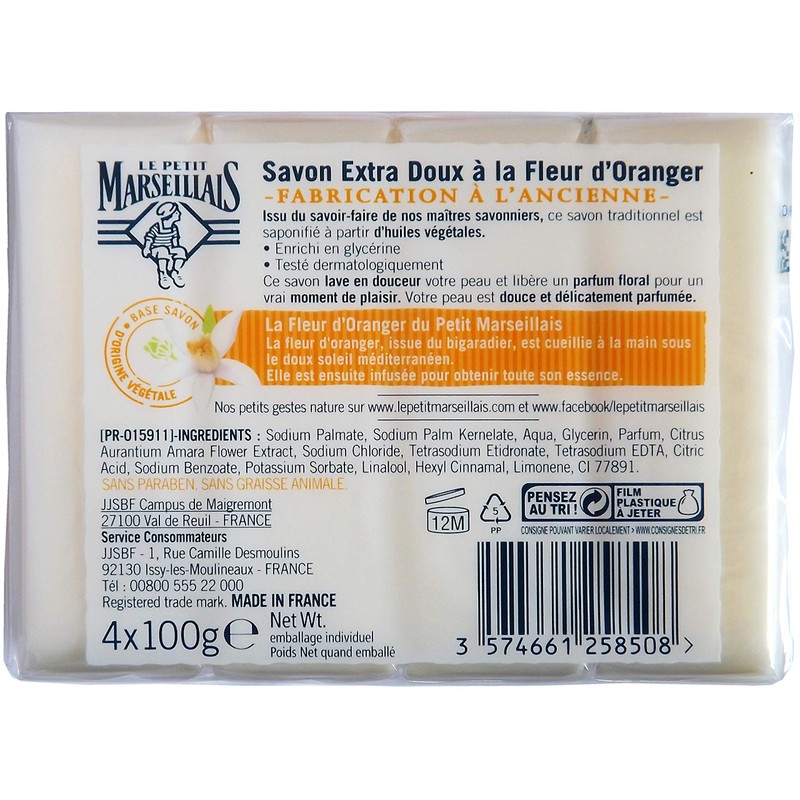 LE PETIT
MARSEILLAIS
Savon Extra Doux à la Fleur d'Oranger
-FABRICATION À L'ANCIENNE-
Issu du savoir-faire de nos maîtres savonniers, ce savon traditionnel est
saponifié à partir d'huiles végétales.
• Enrichi en glycérine
• Testé dermatologiquement
Ce savon lave en douceur votre peau et libère un parfum floral pour un
vrai moment de plaisir. Votre peau est douce et délicatement parfumée.
BASE SAVON
D'ORIGINE VÉGÉTALE
La Fleur d'Oranger du Petit Marseillais
La fleur d'oranger, issue du bigaradier, est cueillie à la main sous
le doux soleil méditerranéen.
Elle est ensuite infusée pour obtenir toute son essence.
Nos petits gestes nature sur www.lepetitmarseillais.com et www.facebook/lepetitmarseillais
[PR-015911]-INGREDIENTS : Sodium Palmate, Sodium Palm Kernelate, Aqua, Glycerin, Parfum, Citrus
Aurantium Amara Flower Extract, Sodium Chloride, Tetrasodium Etidronate, Tetrasodium EDTA, Citric
Acid, Sodium Benzoate, Potassium Sorbate, Linalool, Hexyl Cinnamal, Limonene, CI 77891.
SANS PARABEN. SANS GRAISSE ANIMALE.
JJSBF Campus de Maigremont
27100 Val de Reuil - FRANCE
Service Consommateurs
JJSBF - 1, Rue Camille Desmoulins
92130 Issy-les-Moulineaux - FRANCE
Tél : 00800 555 22 000
Registered trade mark. MADE IN FRANCE
4x100g e Net Wt.
emballage individuel
Poids Net quand emballé
12M
5
PP
PENSEZ
AU TRI !
FILM
PLASTIQUE
À JETER
CONSIGNE POUVANT VARIER LOCALEMENT > WWW.CONSIGNESDETRI.FR
3 574661 258508 >